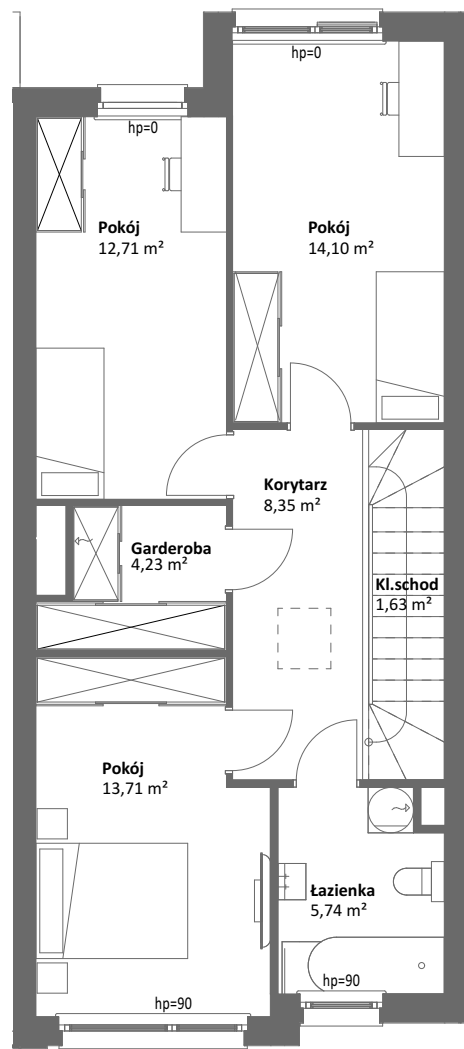 hp=0
hp=0
Pokój
12,71 m²
Pokój
14,10 m²
Korytarz
8,35 m²
Garderoba
4,23 m²
Kl.schod
1,63 m²
Pokój
13,71 m²
Łazienka
5,74 m²
hp=90
hp=90